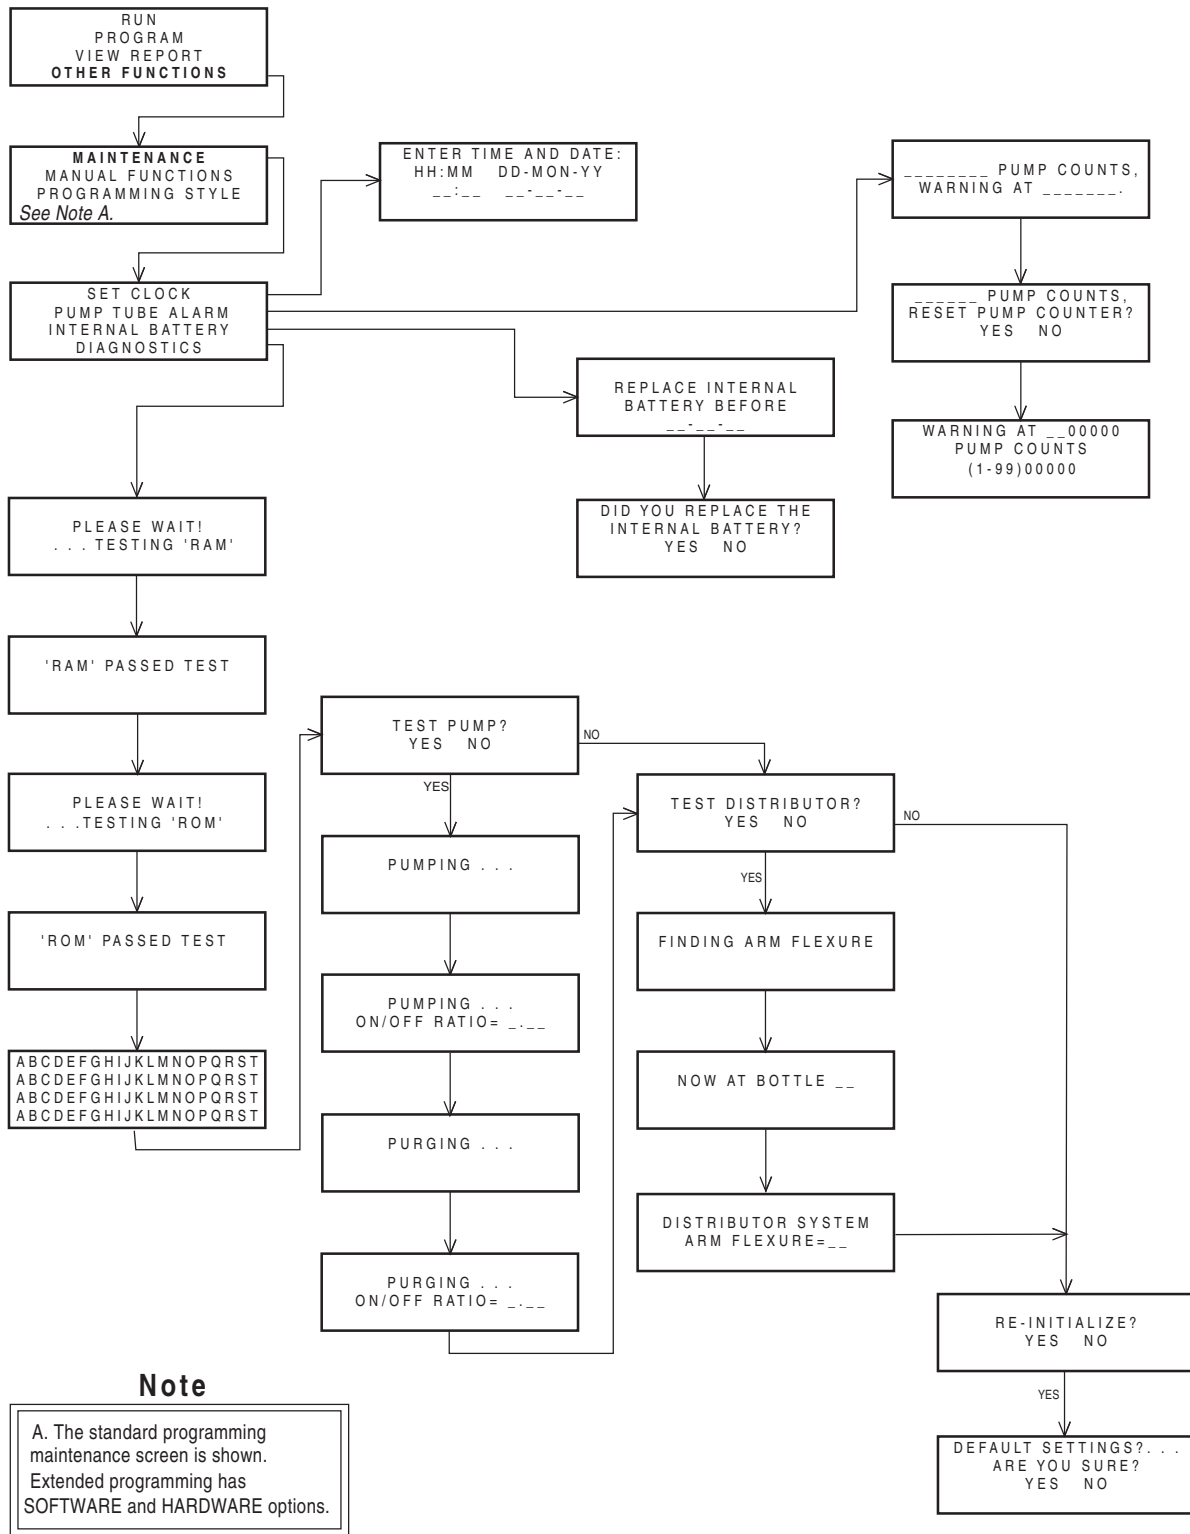 RUN
PROGRAM
VIEW REPORT
OTHER FUNCTIONS
MAINTENANCE
MANUAL FUNCTIONS
PROGRAMMING STYLE
See Note A.
ENTER TIME AND DATE:
HH:MM DD-MON-YY
__:__ __-__-__
________ PUMP COUNTS,
WARNING AT _______.
SET CLOCK
PUMP TUBE ALARM
INTERNAL BATTERY
DIAGNOSTICS
______ PUMP COUNTS,
RESET PUMP COUNTER?
YES NO
REPLACE INTERNAL
BATTERY BEFORE
__-__-__
WARNING AT __00000
PUMP COUNTS
(1-99)00000
DID YOU REPLACE THE
INTERNAL BATTERY?
YES NO
PLEASE WAIT!
. . . TESTING 'RAM'
'RAM' PASSED TEST
PLEASE WAIT!
. . .TESTING 'ROM'
'ROM' PASSED TEST
ABCDEFGHIJKLMNOPQRST
ABCDEFGHIJKLMNOPQRST
ABCDEFGHIJKLMNOPQRST
ABCDEFGHIJKLMNOPQRST
TEST PUMP?
YES NO
NO
YES
PUMPING . . .
PUMPING . . .
ON/OFF RATIO= _.__
PURGING . . .
PURGING . . .
ON/OFF RATIO= _.__
TEST DISTRIBUTOR?
YES NO
NO
YES
FINDING ARM FLEXURE
NOW AT BOTTLE __
DISTRIBUTOR SYSTEM
ARM FLEXURE=__
RE-INITIALIZE?
YES NO
YES
DEFAULT SETTINGS?. . .
ARE YOU SURE?
YES NO
Note
A. The standard programming
maintenance screen is shown.
Extended programming has
SOFTWARE and HARDWARE options.